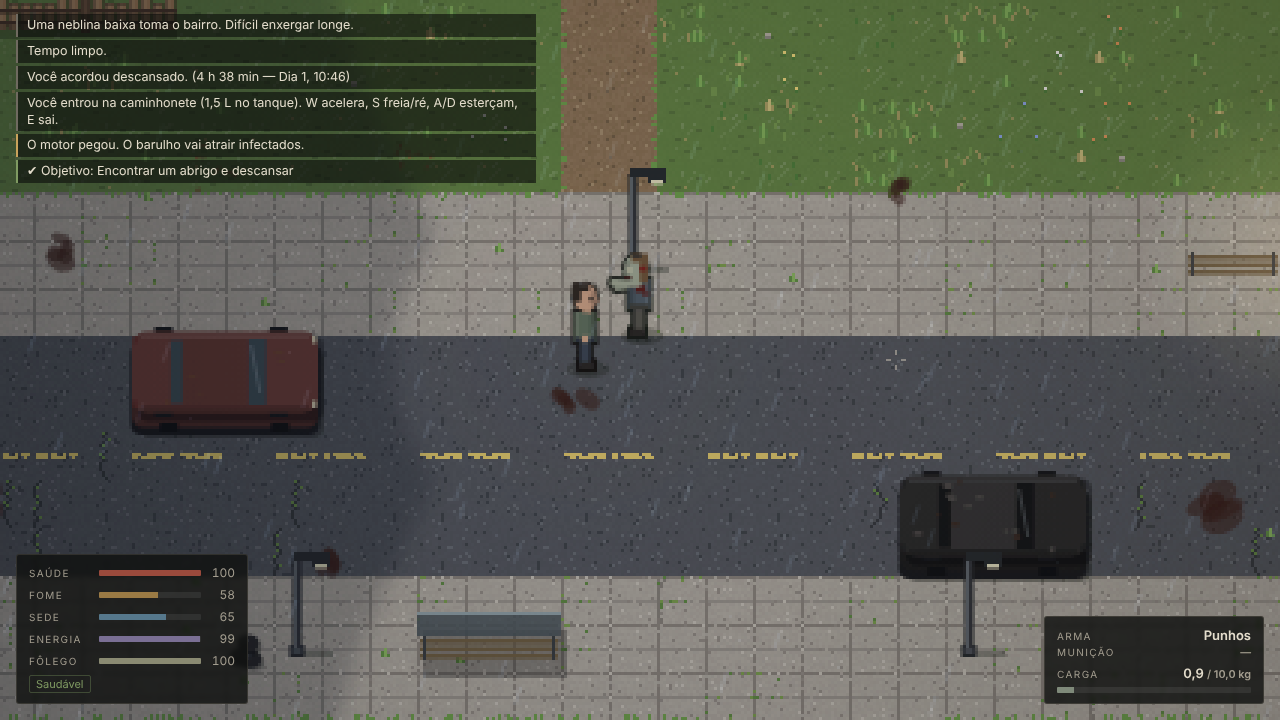 Uma neblina baixa toma o bairro. Difícil enxergar longe.
Tempo limpo.
Você acordou descansado. (4 h 38 min — Dia 1, 10:46)
Você entrou na caminhonete (1,5 L no tanque). W acelera, S freia/ré, A/D esterçam,
E sai.
O motor pegou. O barulho vai atrair infectados.
✔ Objetivo: Encontrar um abrigo e descansar
SAÚDE 100
FOME 58
SEDE 65
ENERGIA 99
FÔLEGO 100
Saudável
ARMA Punhos
MUNIÇÃO —
CARGA 0,9 / 10,0 kg